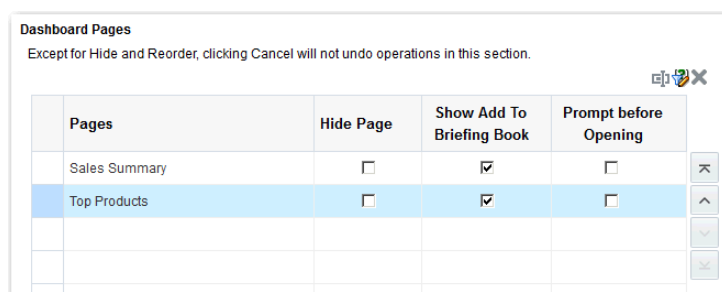 Dashboard Pages
Except for Hide and Reorder, clicking Cancel will not undo operations in this section.
Pages
Hide Page
Show Add To
Briefing Book
Prompt before
Opening
Sales Summary
Top Products